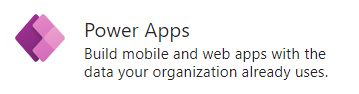 Power Apps
Build mobile and web apps with the
data your organization already uses.